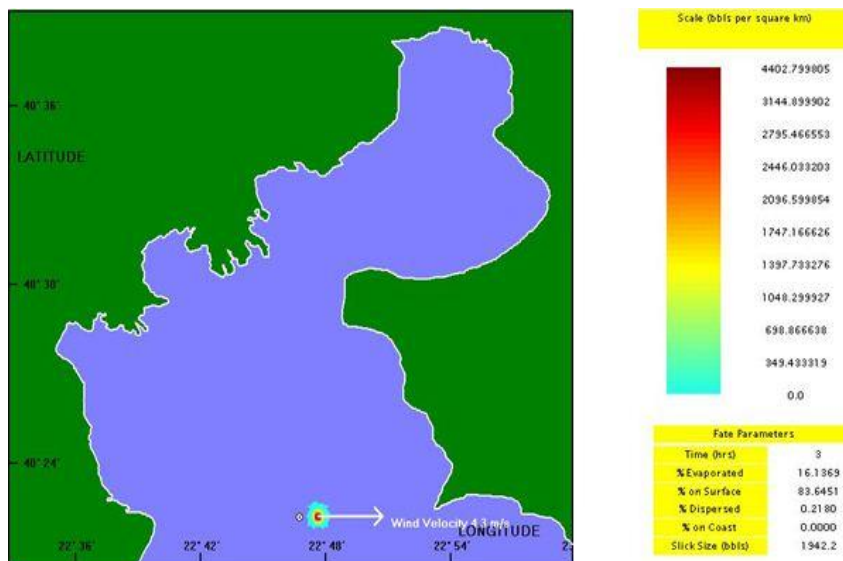 40° 36'
LATITUDE
40° 30'
40° 24'
Wind Velocity 4.3 m/s
LONGITUDE
22° 36'
22° 42'
22° 48'
22° 54'
Scale (bbls per square km)
4402.799805
3144.899902
2795.466553
2446.033203
2096.599854
1747.166626
1397.733276
1048.299927
698.866638
349.433319
0.0
Fate Parameters
Time (hrs) 3
% Evaporated 16.1369
% on Surface 83.6451
% Dispersed 0.2180
% on Coast 0.0000
Slick Size (bbls) 1942.2